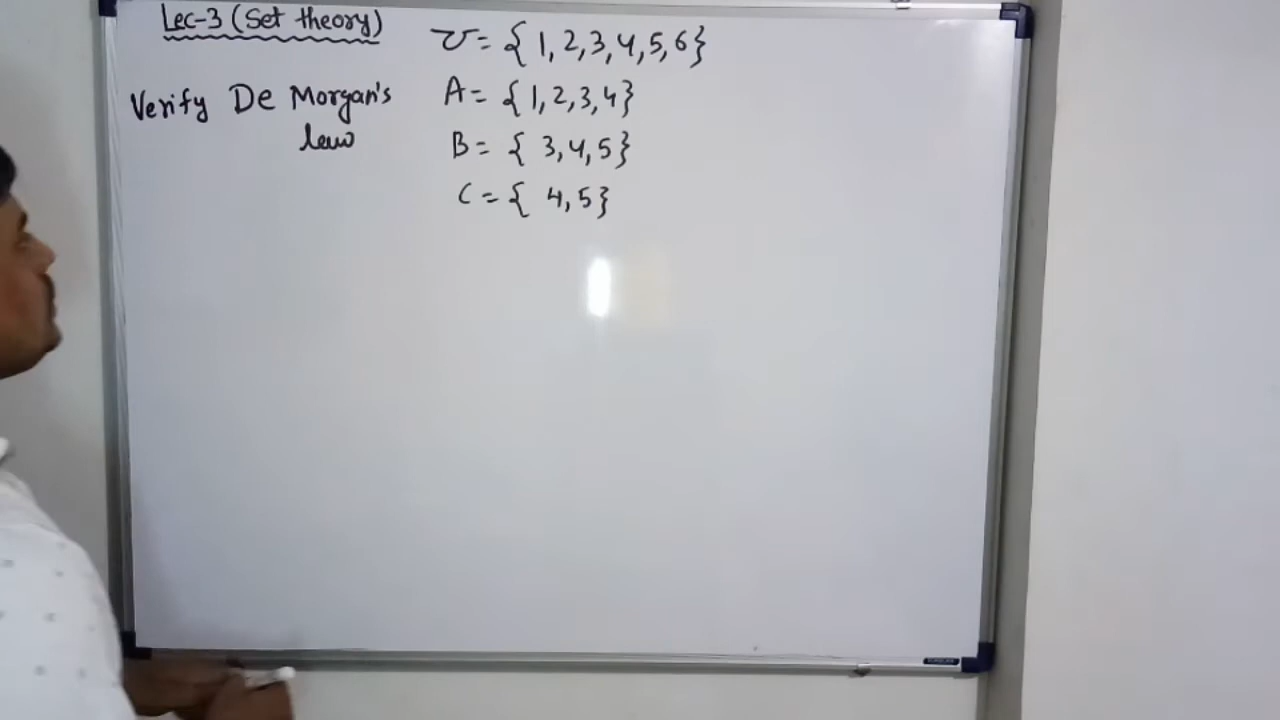 Lec-3 (Set theory)
U = { 1, 2, 3, 4, 5, 6}
Verify De Morgan's
law
A = { 1, 2, 3, 4}
B = { 3, 4, 5}
C = { 4, 5}